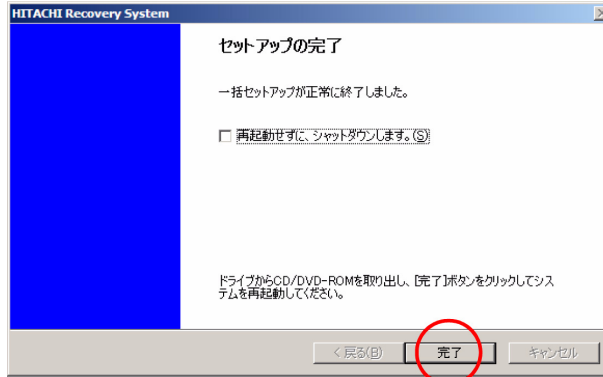 HITACHI Recovery System
セットアップの完了
一括セットアップが正常に終了しました。
再起動せずに、シャットダウンします。(S)
ドライブからCD/DVD-ROMを取り出し、[完了]ボタンをクリックしてシス
テムを再起動してください。
< 戻る(B)
完了
キャンセル